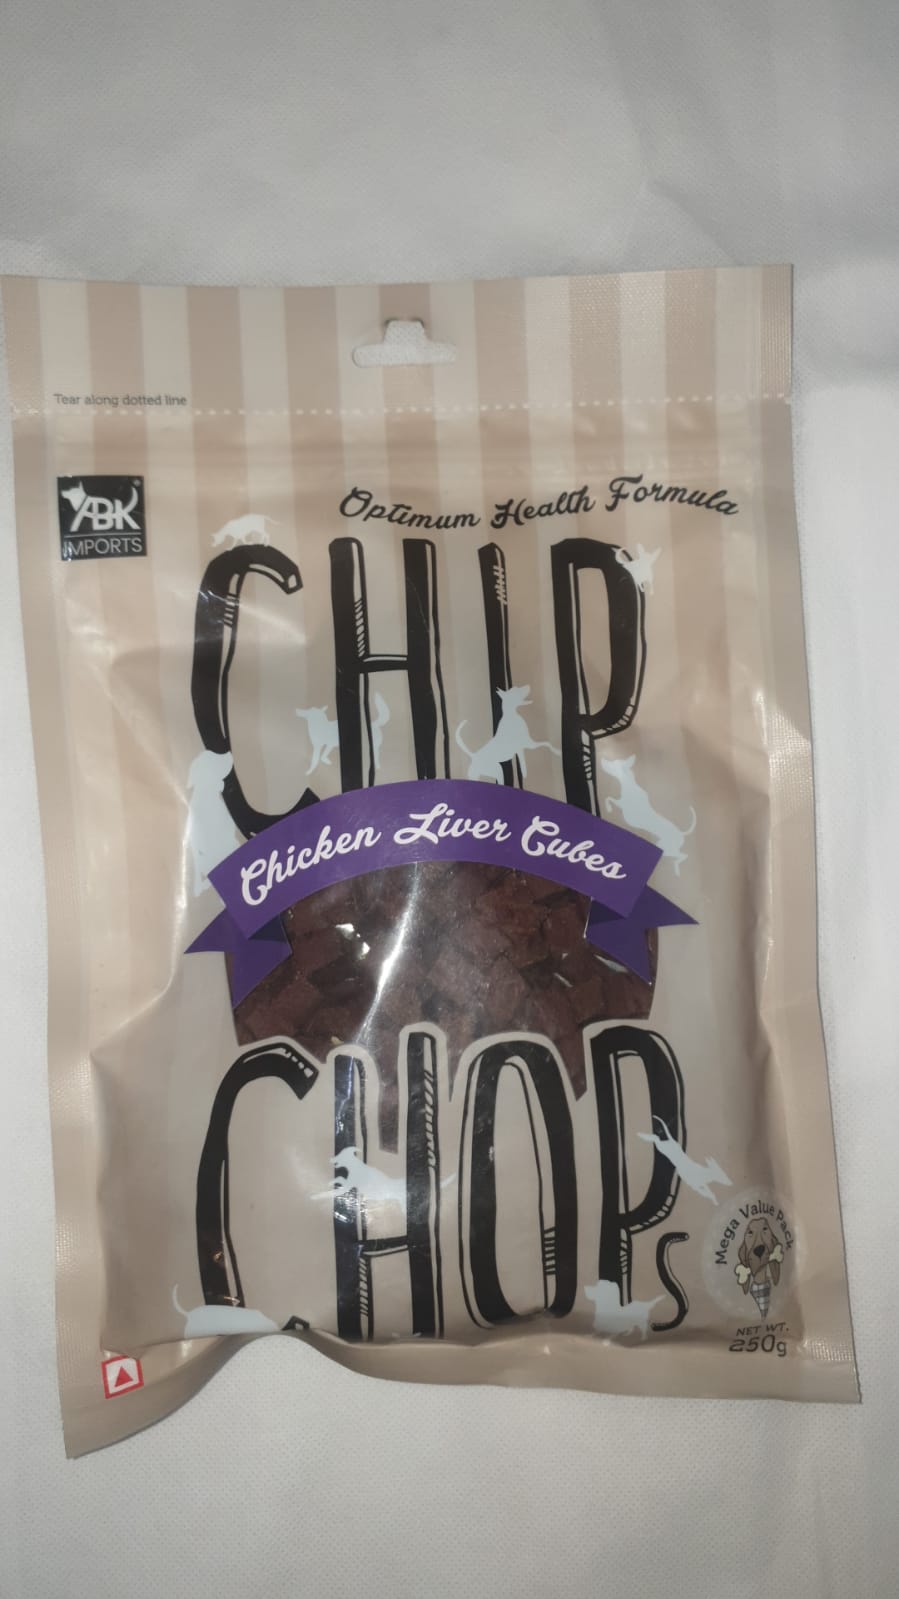 Tear along dotted line
ABK
IMPORTS
Optimum Health Formula
CHIP
Chicken Liver Cubes
CHOPs
Mega Value Pack
NET WT.
250g